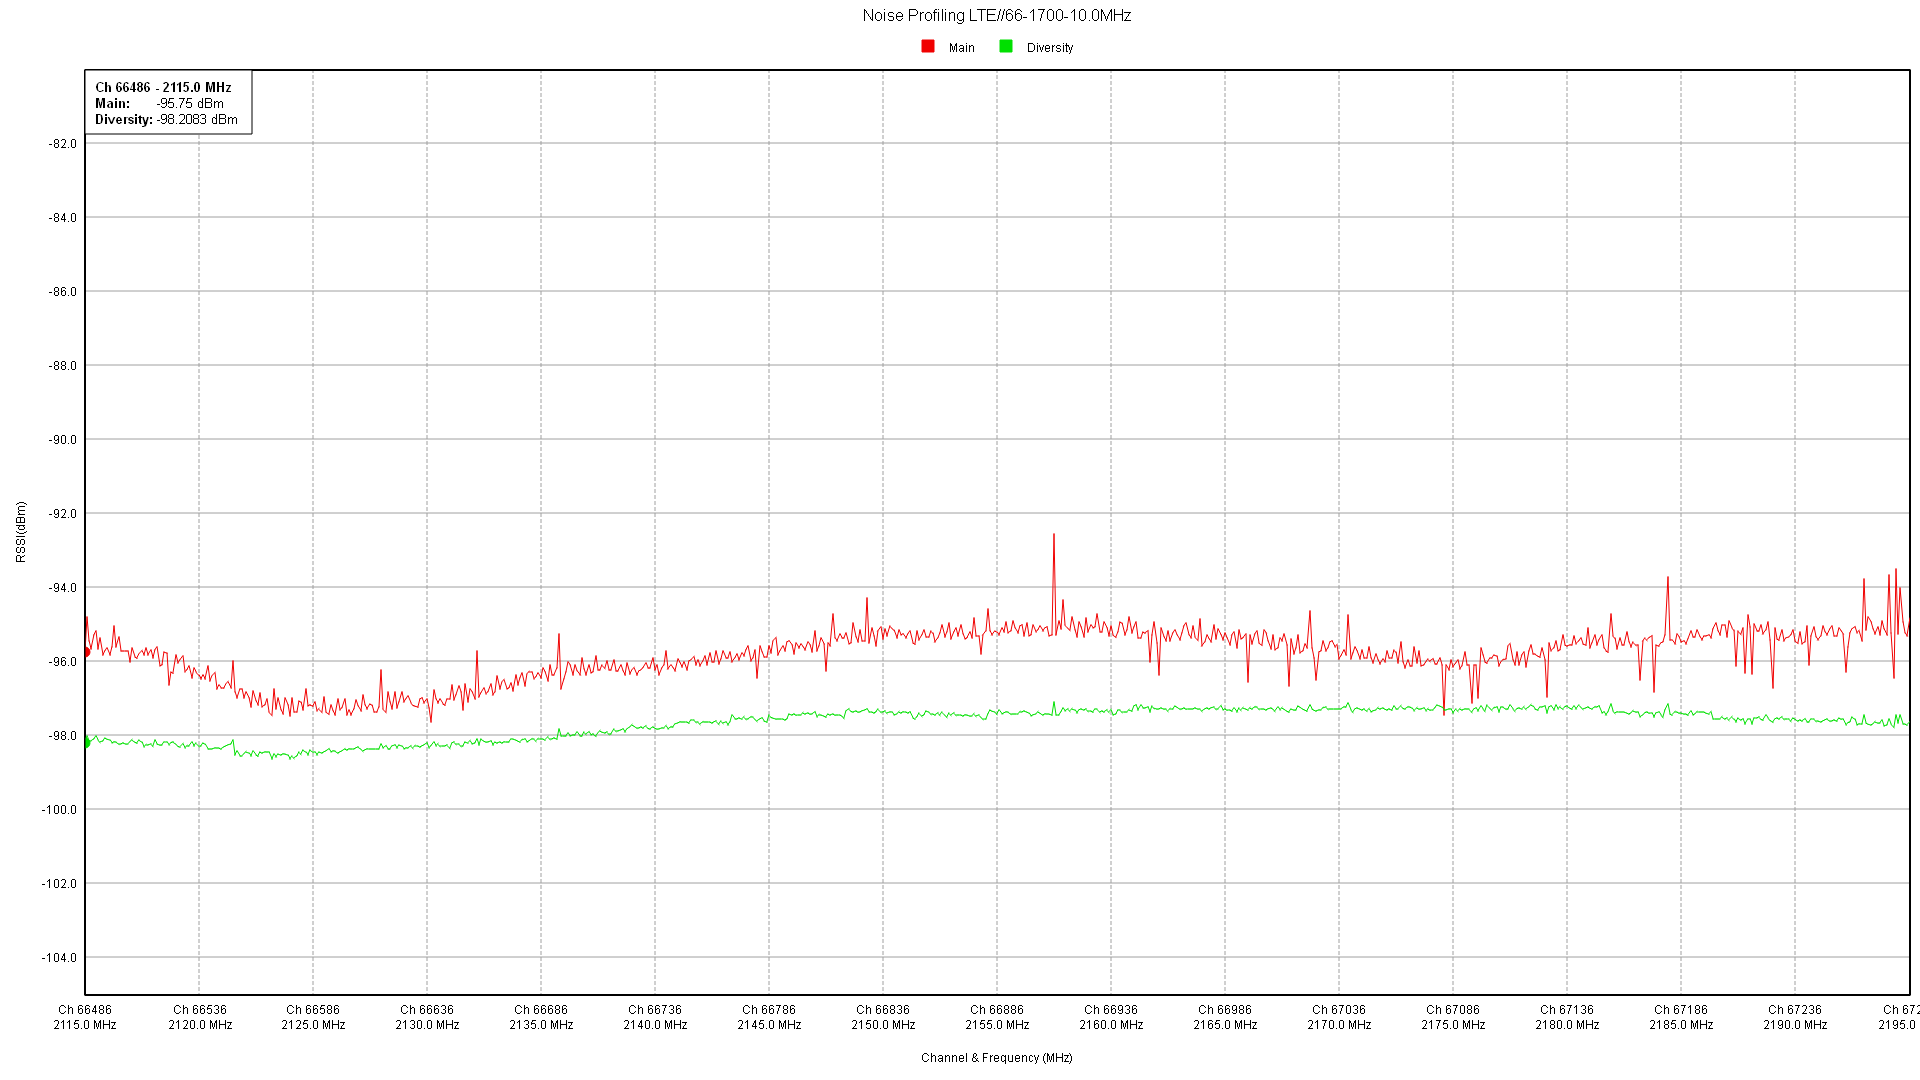 Noise Profiling LTE//66-1700-10.0MHz
Main Diversity
Ch 66486 - 2115.0 MHz
Main: -95.75 dBm
Diversity: -98.2083 dBm
-82.0
-84.0
-86.0
-88.0
-90.0
-92.0
-94.0
-96.0
-98.0
-100.0
-102.0
-104.0
RSSI(dBm)
Ch 66486 Ch 66536 Ch 66586 Ch 66636 Ch 66686 Ch 66736 Ch 66786 Ch 66836 Ch 66886 Ch 66936 Ch 66986 Ch 67036 Ch 67086 Ch 67136 Ch 67186 Ch 67236 Ch 672
2115.0 MHz 2120.0 MHz 2125.0 MHz 2130.0 MHz 2135.0 MHz 2140.0 MHz 2145.0 MHz 2150.0 MHz 2155.0 MHz 2160.0 MHz 2165.0 MHz 2170.0 MHz 2175.0 MHz 2180.0 MHz 2185.0 MHz 2190.0 MHz 2195.0
Channel & Frequency (MHz)